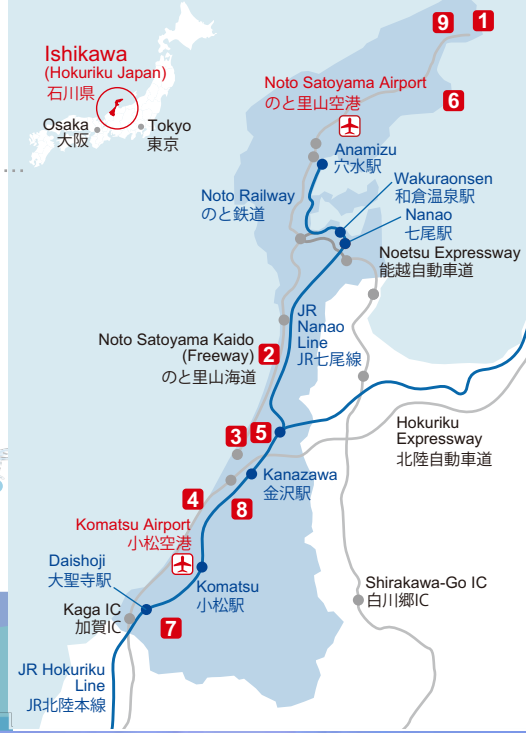 9
1
Ishikawa
(Hokuriku Japan)
石川県
Osaka
大阪
Tokyo
東京
Noto Satoyama Airport
のと里山空港
6
Anamizu
穴水駅
Wakuraonsen
和倉温泉駅
Noto Railway
のと鉄道
Nanao
七尾駅
Noetsu Expressway
能越自動車道
JR
Nanao
Line
JR七尾線
Noto Satoyama Kaido
(Freeway)
のと里山海道
2
Hokuriku
Expressway
北陸自動車道
3
5
Kanazawa
金沢駅
4
8
Komatsu Airport
小松空港
Daishoji
大聖寺駅
Komatsu
小松駅
Shirakawa-Go IC
白川郷IC
Kaga IC
加賀IC
7
JR Hokuriku
Line
JR北陸本線